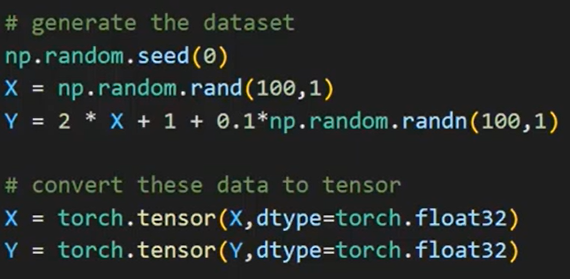 # generate the dataset
np.random.seed(0)
X = np.random.rand(100,1)
Y = 2 * X + 1 + 0.1*np.random.randn(100,1)
# convert these data to tensor
X = torch.tensor(X,dtype=torch.float32)
Y = torch.tensor(Y,dtype=torch.float32)